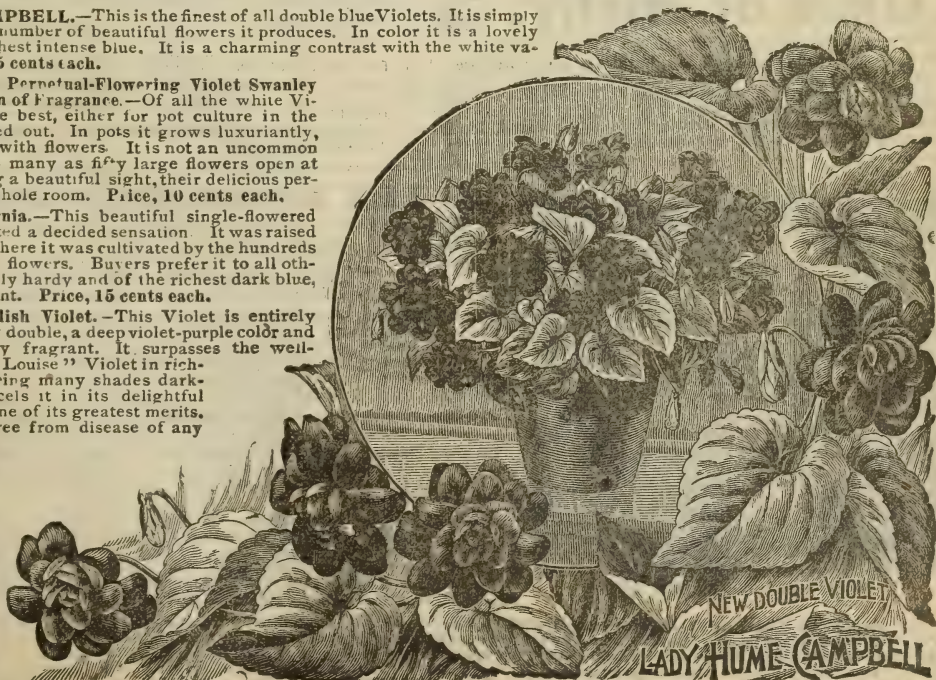 MPBELL.—This is the finest of all double blue Violets. It is simply
number of beautiful flowers it produces. In color it is a lovely
hest intense blue. It is a charming contrast with the white va-
5 cents each.
Perpetual-Flowering Violet Swanley
n of Fragrance.—Of all the white Vi-
e best, either for pot culture in the
ed out. In pots it grows luxuriantly,
with flowers. It is not an uncommon
many as fifty large flowers open at
g a beautiful sight, their delicious per-
hole room. Price, 10 cents each.
nia.—This beautiful single-flowered
ed a decided sensation. It was raised
here it was cultivated by the hundreds
flowers. Buyers prefer it to all oth-
ly hardy and of the richest dark blue,
nt. Price, 15 cents each.
lish Violet.—This Violet is entirely
double, a deep violet-purple color and
y fragrant. It surpasses the well-
Louise" Violet in rich-
ring many shades dark-
cels it in its delightful
ne of its greatest merits.
ree from disease of any
NEW DOUBLE VIOLET
LADY HUME CAMPBELL